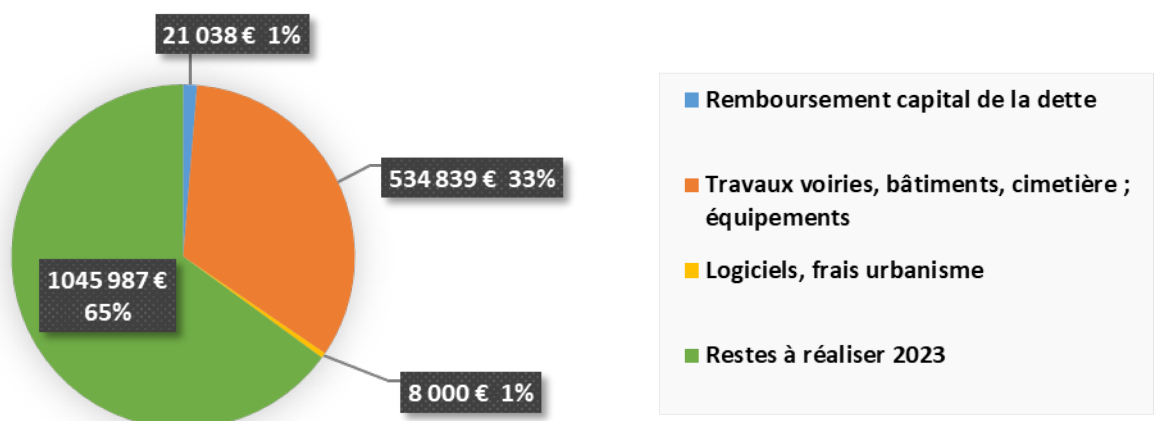 21 038 € 1%
534 839 € 33%
1045 987 €
65%
8 000 € 1%
Remboursement capital de la dette
Travaux voiries, bâtiments, cimetière ;
équipements
Logiciels, frais urbanisme
Restes à réaliser 2023